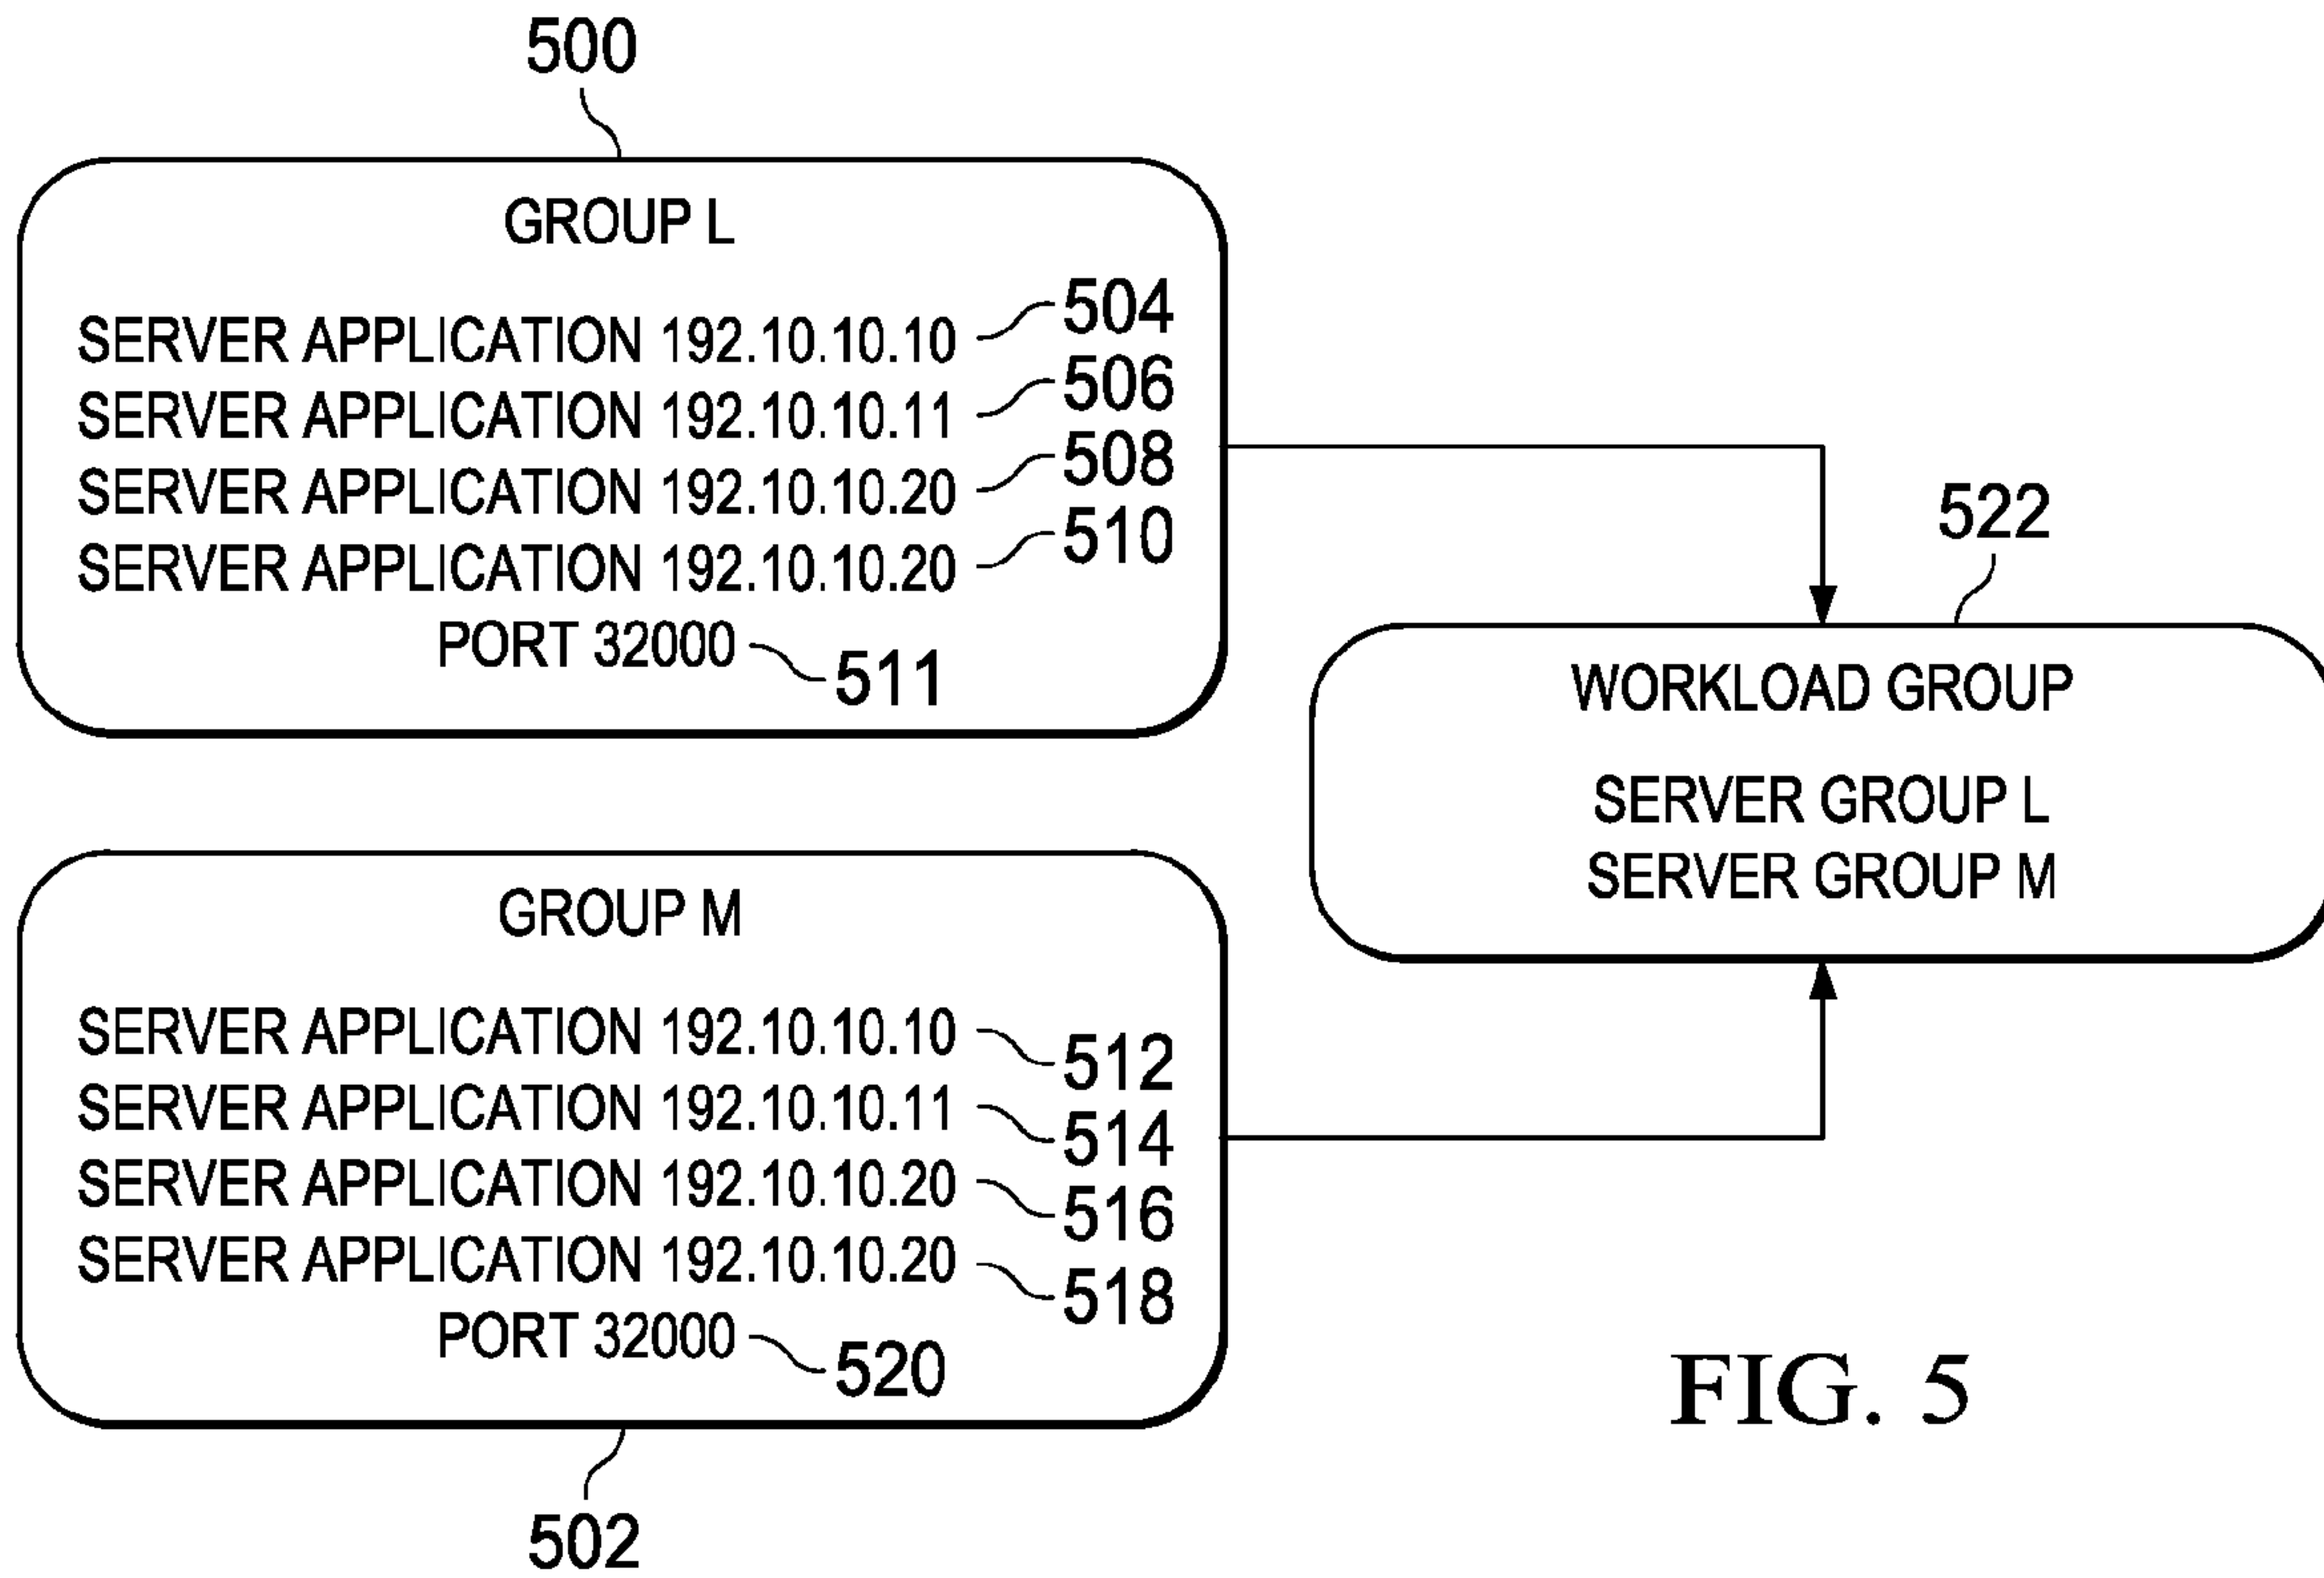 500
GROUP L
SERVER APPLICATION 192.10.10.10 504
SERVER APPLICATION 192.10.10.11 506
SERVER APPLICATION 192.10.10.20 508
SERVER APPLICATION 192.10.10.20 510
PORT 32000 511
GROUP M
SERVER APPLICATION 192.10.10.10 512
SERVER APPLICATION 192.10.10.11 514
SERVER APPLICATION 192.10.10.20 516
SERVER APPLICATION 192.10.10.20 518
PORT 32000 520
502
522
WORKLOAD GROUP
SERVER GROUP L
SERVER GROUP M
FIG. 5